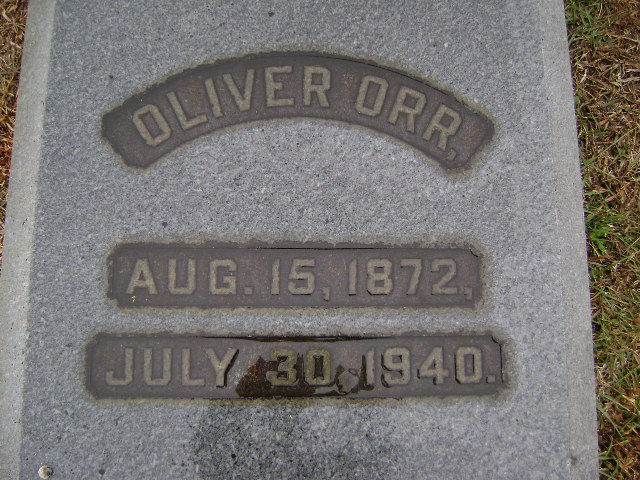 OLIVER ORR,
AUG. 15, 1872,
JULY 30, 1940.